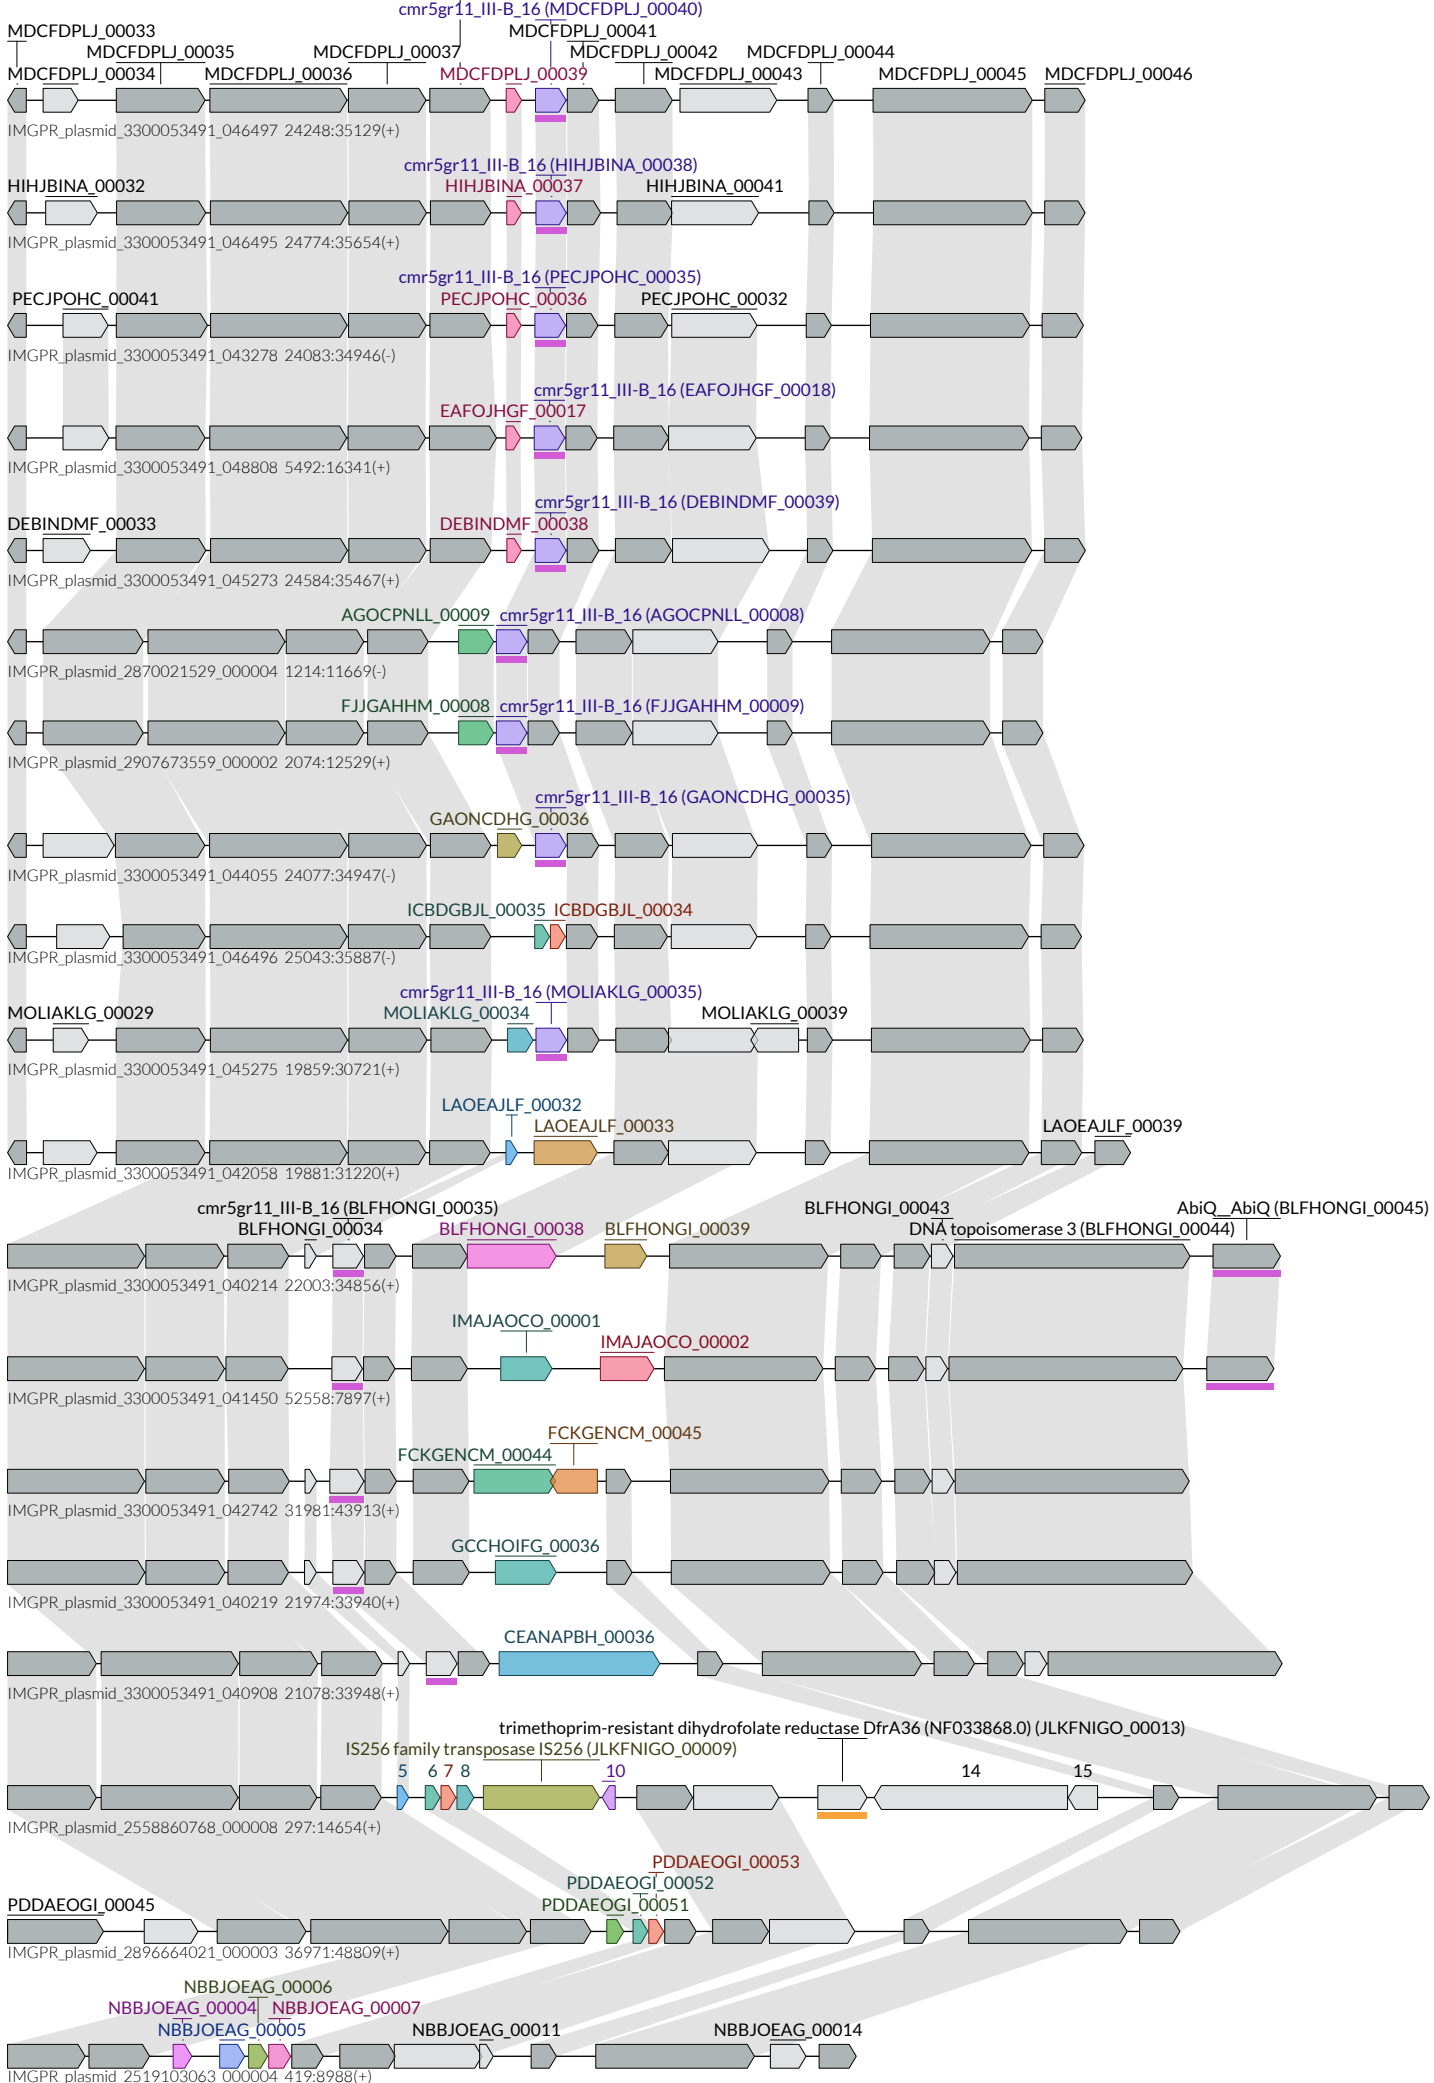 cmr5gr11_III-B_16 (MDCFDPLJ_00040)
MDCFDPLJ_00033 MDCFDPLJ_00041
MDCFDPLJ_00035 MDCFDPLJ_00037 MDCFDPLJ_00042 MDCFDPLJ_00044
MDCFDPLJ_00034 MDCFDPLJ_00036 MDCFDPLJ_00039 MDCFDPLJ_00043 MDCFDPLJ_00045 MDCFDPLJ_00046
IMGPR_plasmid_3300053491_046497 24248:35129(+)
cmr5gr11_III-B_16 (HIHJBINA_00038)
HIHJBINA_00032 HIHJBINA_00037 HIHJBINA_00041
IMGPR_plasmid_3300053491_046495 24774:35654(+)
cmr5gr11_III-B_16 (PECJPOHC_00035)
PECJPOHC_00041 PECJPOHC_00036 PECJPOHC_00032
IMGPR_plasmid_3300053491_043278 24083:34946(-)
cmr5gr11_III-B_16 (EAFOJHGF_00018)
EAFOJHGF_00017
IMGPR_plasmid_3300053491_048808 5492:16341(+)
cmr5gr11_III-B_16 (DEBINDMF_00039)
DEBINDMF_00033 DEBINDMF_00038
IMGPR_plasmid_3300053491_045273 24584:35467(+)
AGOCPNLL_00009 cmr5gr11_III-B_16 (AGOCPNLL_00008)
IMGPR_plasmid_2870021529_000004 1214:11669(-)
FJJGAHHM_00008 cmr5gr11_III-B_16 (FJJGAHHM_00009)
IMGPR_plasmid_2907673559_000002 2074:12529(+)
cmr5gr11_III-B_16 (GAONCDHG_00035)
GAONCDHG_00036
IMGPR_plasmid_3300053491_044055 24077:34947(-)
ICBDGBJL_00035 ICBDGBJL_00034
IMGPR_plasmid_3300053491_046496 25043:35887(-)
cmr5gr11_III-B_16 (MOLIAKLG_00035)
MOLIAKLG_00029 MOLIAKLG_00034 MOLIAKLG_00039
IMGPR_plasmid_3300053491_045275 19859:30721(+)
LAOEAJLF_00032
LAOEAJLF_00033 LAOEAJLF_00039
IMGPR_plasmid_3300053491_042058 19881:31220(+)
cmr5gr11_III-B_16 (BLFHONGI_00035) BLFHONGI_00043 AbiQ__AbiQ (BLFHONGI_00045)
BLFHONGI_00034 BLFHONGI_00038 BLFHONGI_00039 DNA topoisomerase 3 (BLFHONGI_00044)
IMGPR_plasmid_3300053491_040214 22003:34856(+)
IMAJAOCO_00001
IMAJAOCO_00002
IMGPR_plasmid_3300053491_041450 52558:7897(+)
FCKGENCM_00045
FCKGENCM_00044
IMGPR_plasmid_3300053491_042742 31981:43913(+)
GCCHOIFG_00036
IMGPR_plasmid_3300053491_040219 21974:33940(+)
CEANAPBH_00036
IMGPR_plasmid_3300053491_040908 21078:33948(+)
trimethoprim-resistant dihydrofolate reductase DfrA36 (NF033868.0) (JLKFNIGO_00013)
IS256 family transposase IS256 (JLKFNIGO_00009)
5 6 7 8 10 14 15
IMGPR_plasmid_2558860768_000008 297:14654(+)
PDDAEOGI_00053
PDDAEOGI_00052
PDDAEOGI_00045 PDDAEOGI_00051
IMGPR_plasmid_2896664021_000003 36971:48809(+)
NBBJOEAG_00006
NBBJOEAG_00004 NBBJOEAG_00007
NBBJOEAG_00005 NBBJOEAG_00011 NBBJOEAG_00014
IMGPR_plasmid_2519103063_000004 419:8988(+)